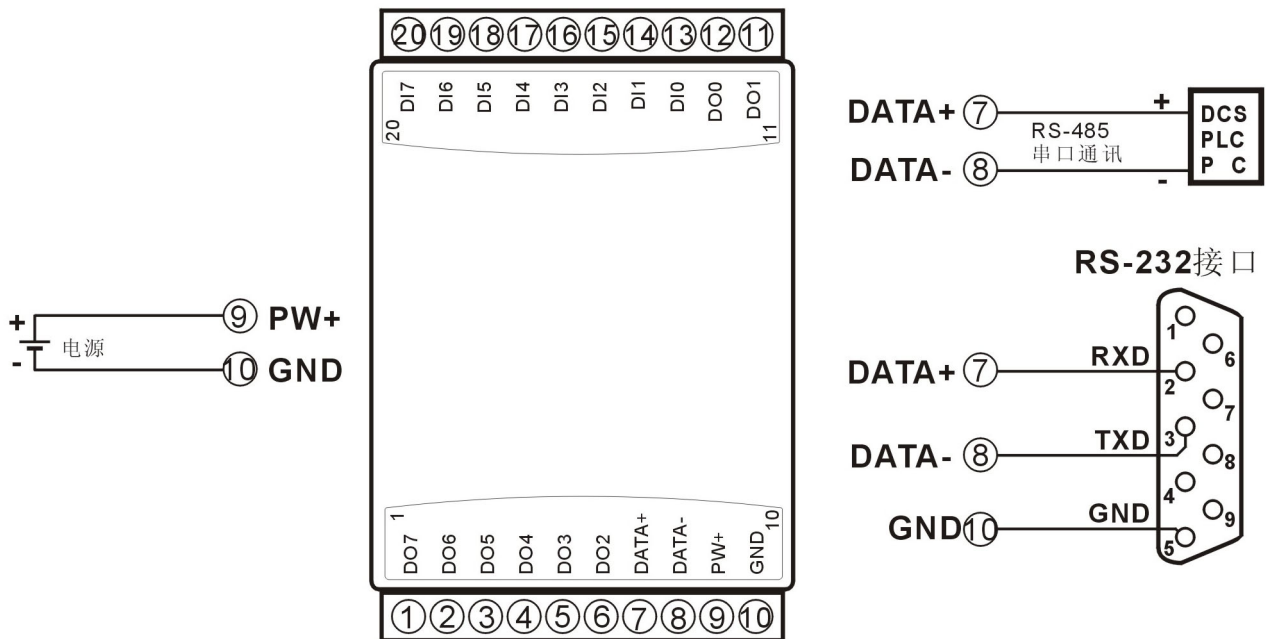 ⑳⑲⑱⑰⑯⑮⑭⑬⑫⑪
DI7 DI6 DI5 DI4 DI3 DI2 DI1 DI0 DO0 DO1
20 11
+ ⑨ PW+
电源
- ⑩ GND
1 10
DO7 DO6 DO5 DO4 DO3 DO2 DATA+ DATA- PW+ GND
①②③④⑤⑥⑦⑧⑨⑩
DATA+ ⑦ + DCS
RS-485 PLC
串口通讯
DATA- ⑧ - P C
RS-232接口
1
6
DATA+ ⑦ RXD 2
7
DATA- ⑧ TXD 3
8
4
9
GND⑩ GND 5